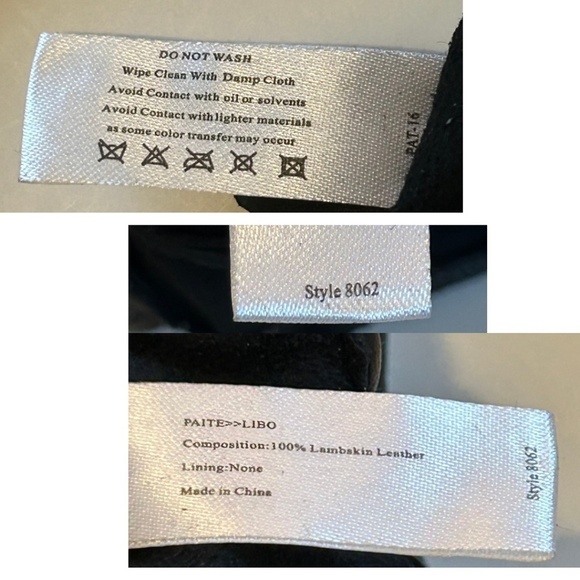 DO NOT WASH
Wipe Clean With Damp Cloth
Avoid Contact with oil or solvents
Avoid Contact with lighter materials
as some color transfer may occur
PAT-16
Style 8062
PAITE>>LIBO
Composition:100% Lambskin Leather
Lining:None
Made in China
Style 8062